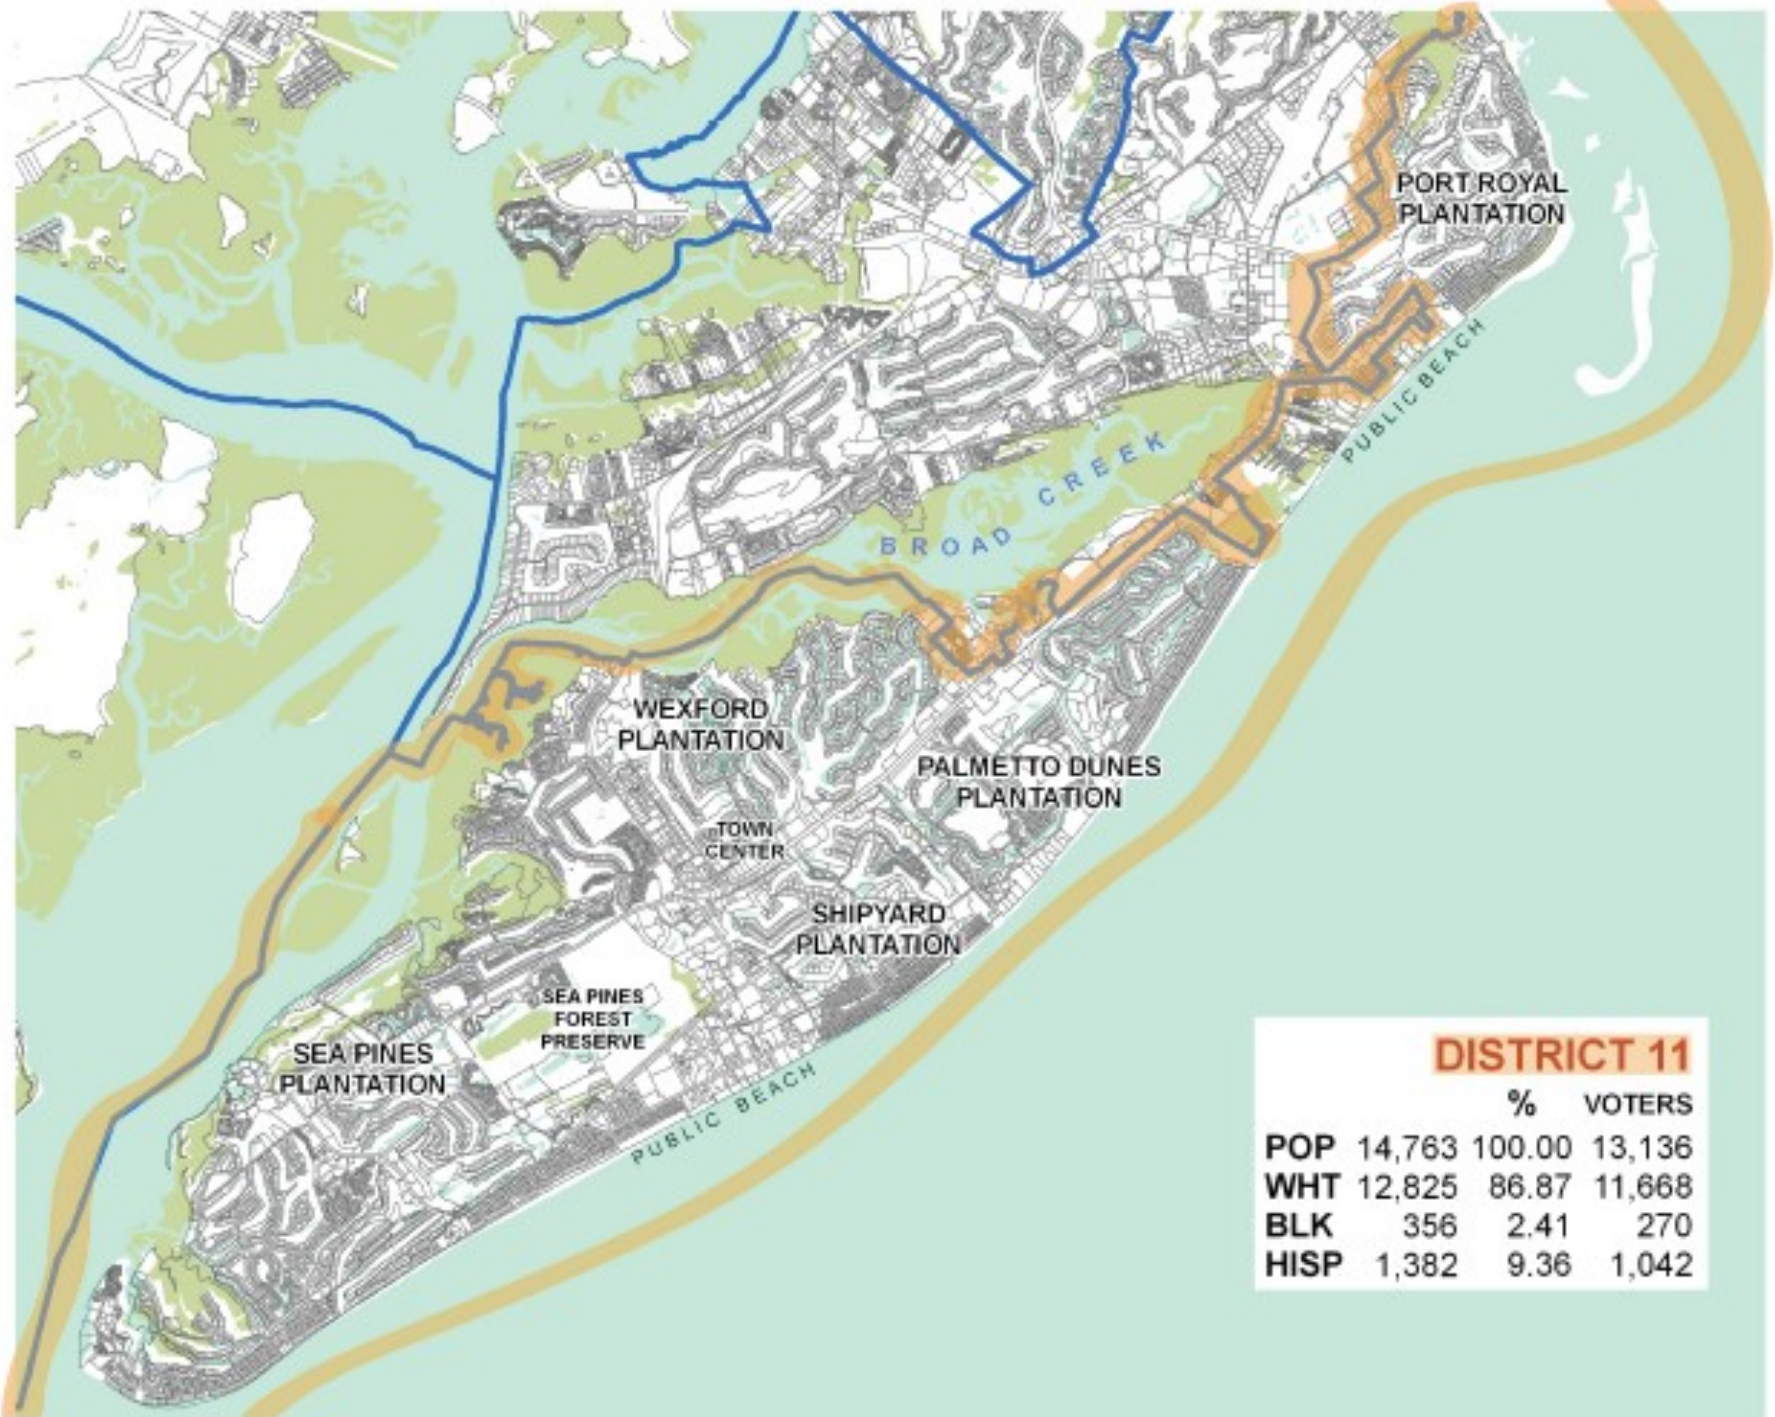 PORT ROYAL
PLANTATION
PUBLIC BEACH
BROAD CREEK
WEXFORD
PLANTATION
PALMETTO DUNES
PLANTATION
TOWN
CENTER
SHIPYARD
PLANTATION
SEA PINES
FOREST
PRESERVE
SEA PINES
PLANTATION
PUBLIC BEACH
DISTRICT 11
% VOTERS
POP 14,763 100.00 13,136
WHT 12,825 86.87 11,668
BLK 356 2.41 270
HISP 1,382 9.36 1,042